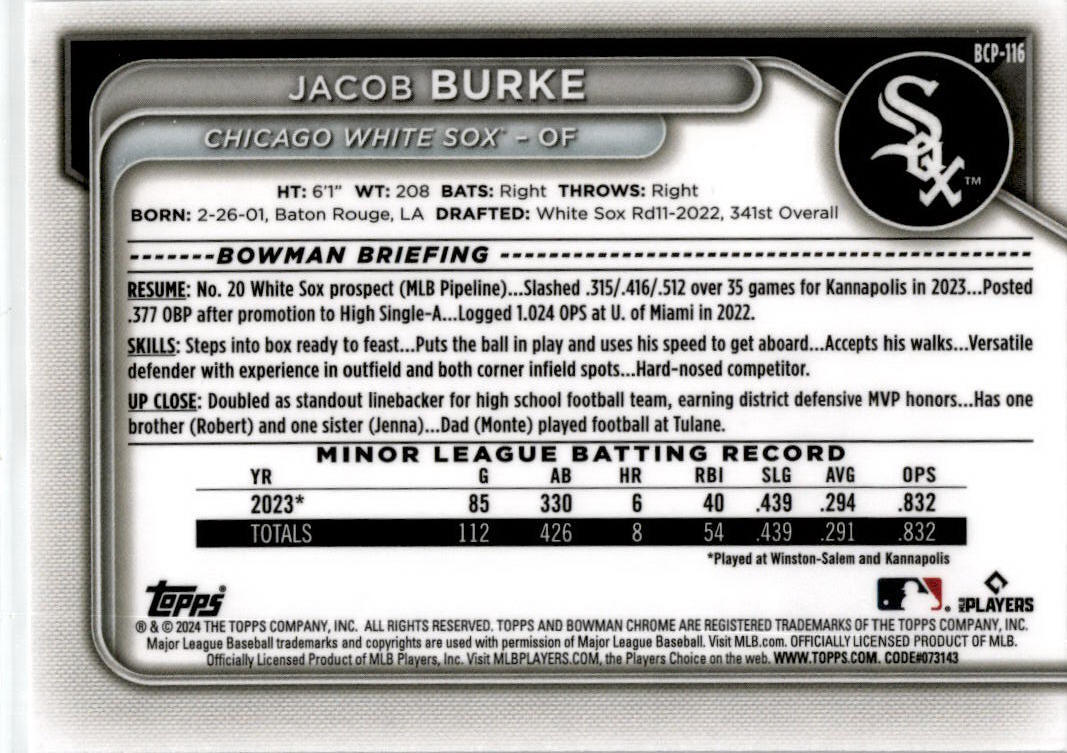 BCP-116
JACOB BURKE
CHICAGO WHITE SOX™ – OF
Sox™
HT: 6'1" WT: 208 BATS: Right THROWS: Right
BORN: 2-26-01, Baton Rouge, LA DRAFTED: White Sox Rd11-2022, 341st Overall
-------BOWMAN BRIEFING -------
RESUME: No. 20 White Sox prospect (MLB Pipeline)...Slashed .315/.416/.512 over 35 games for Kannapolis in 2023...Posted
.377 OBP after promotion to High Single-A...Logged 1.024 OPS at U. of Miami in 2022.
SKILLS: Steps into box ready to feast...Puts the ball in play and uses his speed to get aboard...Accepts his walks...Versatile
defender with experience in outfield and both corner infield spots...Hard-nosed competitor.
UP CLOSE: Doubled as standout linebacker for high school football team, earning district defensive MVP honors...Has one
brother (Robert) and one sister (Jenna)...Dad (Monte) played football at Tulane.
MINOR LEAGUE BATTING RECORD
YR G AB HR RBI SLG AVG OPS
2023* 85 330 6 40 .439 .294 .832
TOTALS 112 426 8 54 .439 .291 .832
*Played at Winston-Salem and Kannapolis
Topps®
MLB PLAYERS
® & © 2024 THE TOPPS COMPANY, INC. ALL RIGHTS RESERVED. TOPPS AND BOWMAN CHROME ARE REGISTERED TRADEMARKS OF THE TOPPS COMPANY, INC.
Major League Baseball trademarks and copyrights are used with permission of Major League Baseball. Visit MLB.com. OFFICIALLY LICENSED PRODUCT OF MLB.
Officially Licensed Product of MLB Players, Inc. Visit MLBPLAYERS.COM, the Players Choice on the web. WWW.TOPPS.COM. CODE#073143